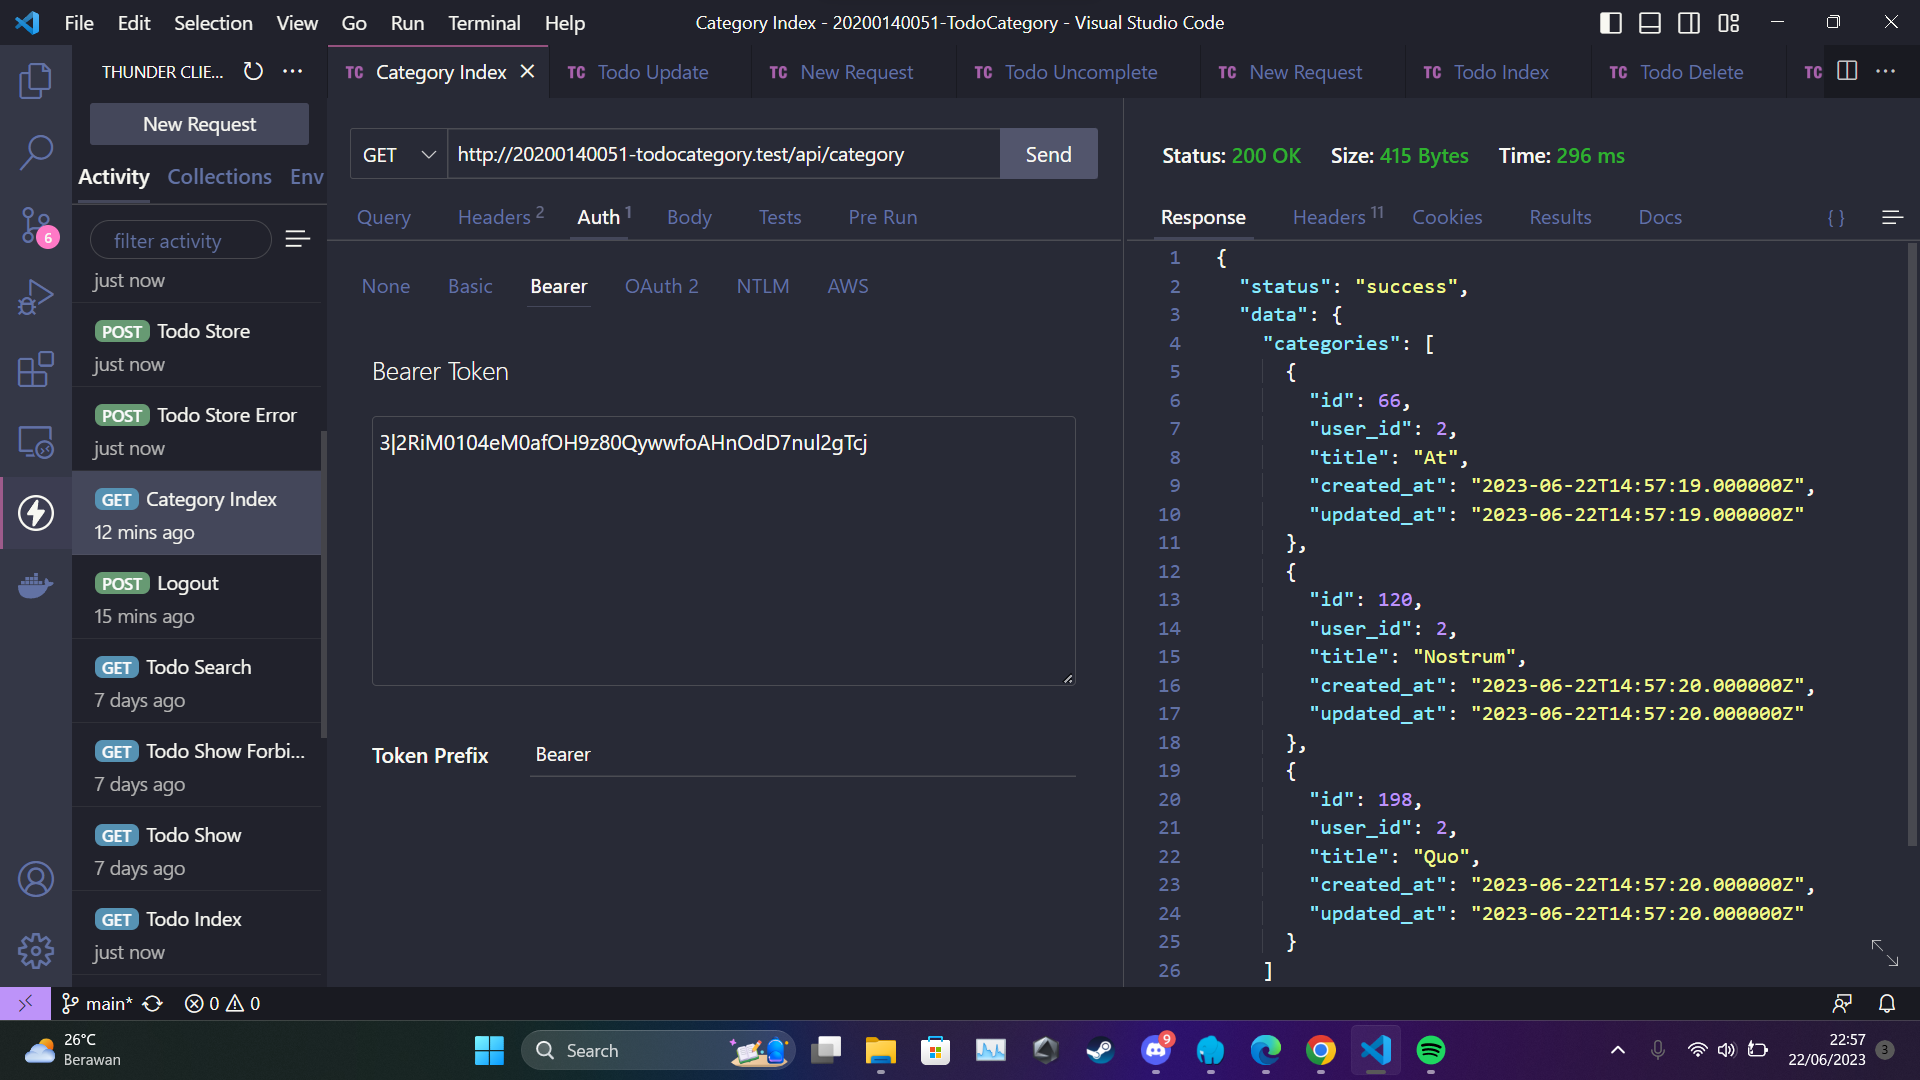 File Edit Selection View Go Run Terminal Help
Category Index - 20200140051-TodoCategory - Visual Studio Code
THUNDER CLIE...
TC Category Index
TC Todo Update
TC New Request
TC Todo Uncomplete
TC New Request
TC Todo Index
TC Todo Delete
TC
New Request
Activity Collections Env
filter activity
just now
POST Todo Store
just now
POST Todo Store Error
just now
GET Category Index
12 mins ago
POST Logout
15 mins ago
GET Todo Search
7 days ago
GET Todo Show Forbi...
7 days ago
GET Todo Show
7 days ago
GET Todo Index
just now
6
GET http://20200140051-todocategory.test/api/category Send
Query Headers 2 Auth 1 Body Tests Pre Run
None Basic Bearer OAuth 2 NTLM AWS
Bearer Token
3|2RiM0104eM0afOH9z80QywwfoAHnOdD7nul2gTcj
Token Prefix Bearer
Status: 200 OK Size: 415 Bytes Time: 296 ms
Response Headers 11 Cookies Results Docs { }
1 {
2 "status": "success",
3 "data": {
4 "categories": [
5 {
6 "id": 66,
7 "user_id": 2,
8 "title": "At",
9 "created_at": "2023-06-22T14:57:19.000000Z",
10 "updated_at": "2023-06-22T14:57:19.000000Z"
11 },
12 {
13 "id": 120,
14 "user_id": 2,
15 "title": "Nostrum",
16 "created_at": "2023-06-22T14:57:20.000000Z",
17 "updated_at": "2023-06-22T14:57:20.000000Z"
18 },
19 {
20 "id": 198,
21 "user_id": 2,
22 "title": "Quo",
23 "created_at": "2023-06-22T14:57:20.000000Z",
24 "updated_at": "2023-06-22T14:57:20.000000Z"
25 }
26 ]
main* 0 0
26°C
Berawan
Search
9
22:57
22/06/2023
3